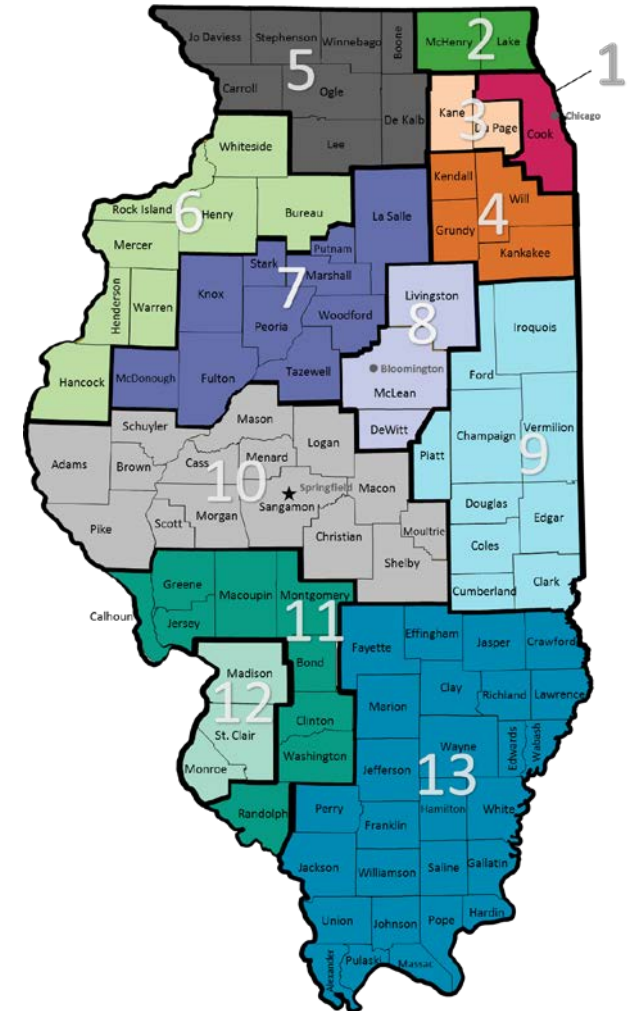 Jo Daviess
Stephenson
Winnebago
Boone
McHenry
Lake
2
1
5
Carroll
Ogle
De Kalb
Lee
Kane
3
Du Page
Cook
Chicago
Whiteside
Rock Island
6
Henry
Bureau
Mercer
Henderson
Warren
Hancock
La Salle
Kendall
Will
4
Grundy
Kankakee
Putnam
Stark
7
Marshall
Knox
Peoria
Woodford
McDonough
Fulton
Tazewell
Livingston
8
Bloomington
McLean
DeWitt
Iroquois
Ford
Champaign
Vermilion
9
Piatt
Douglas
Edgar
Coles
Clark
Cumberland
Mason
Schuyler
Logan
Adams
Brown
Cass
Menard
10
Springfield
Macon
Sangamon
Pike
Scott
Morgan
Christian
Moultrie
Shelby
Greene
Macoupin
Montgomery
Calhoun
Jersey
11
Bond
Madison
12
Clinton
St. Clair
Washington
Monroe
Randolph
Fayette
Effingham
Jasper
Crawford
Clay
Richland
Lawrence
Marion
Wayne
Edwards
Wabash
13
Jefferson
Perry
Hamilton
White
Franklin
Jackson
Williamson
Saline
Gallatin
Union
Johnson
Pope
Hardin
Alexander
Pulaski
Massac